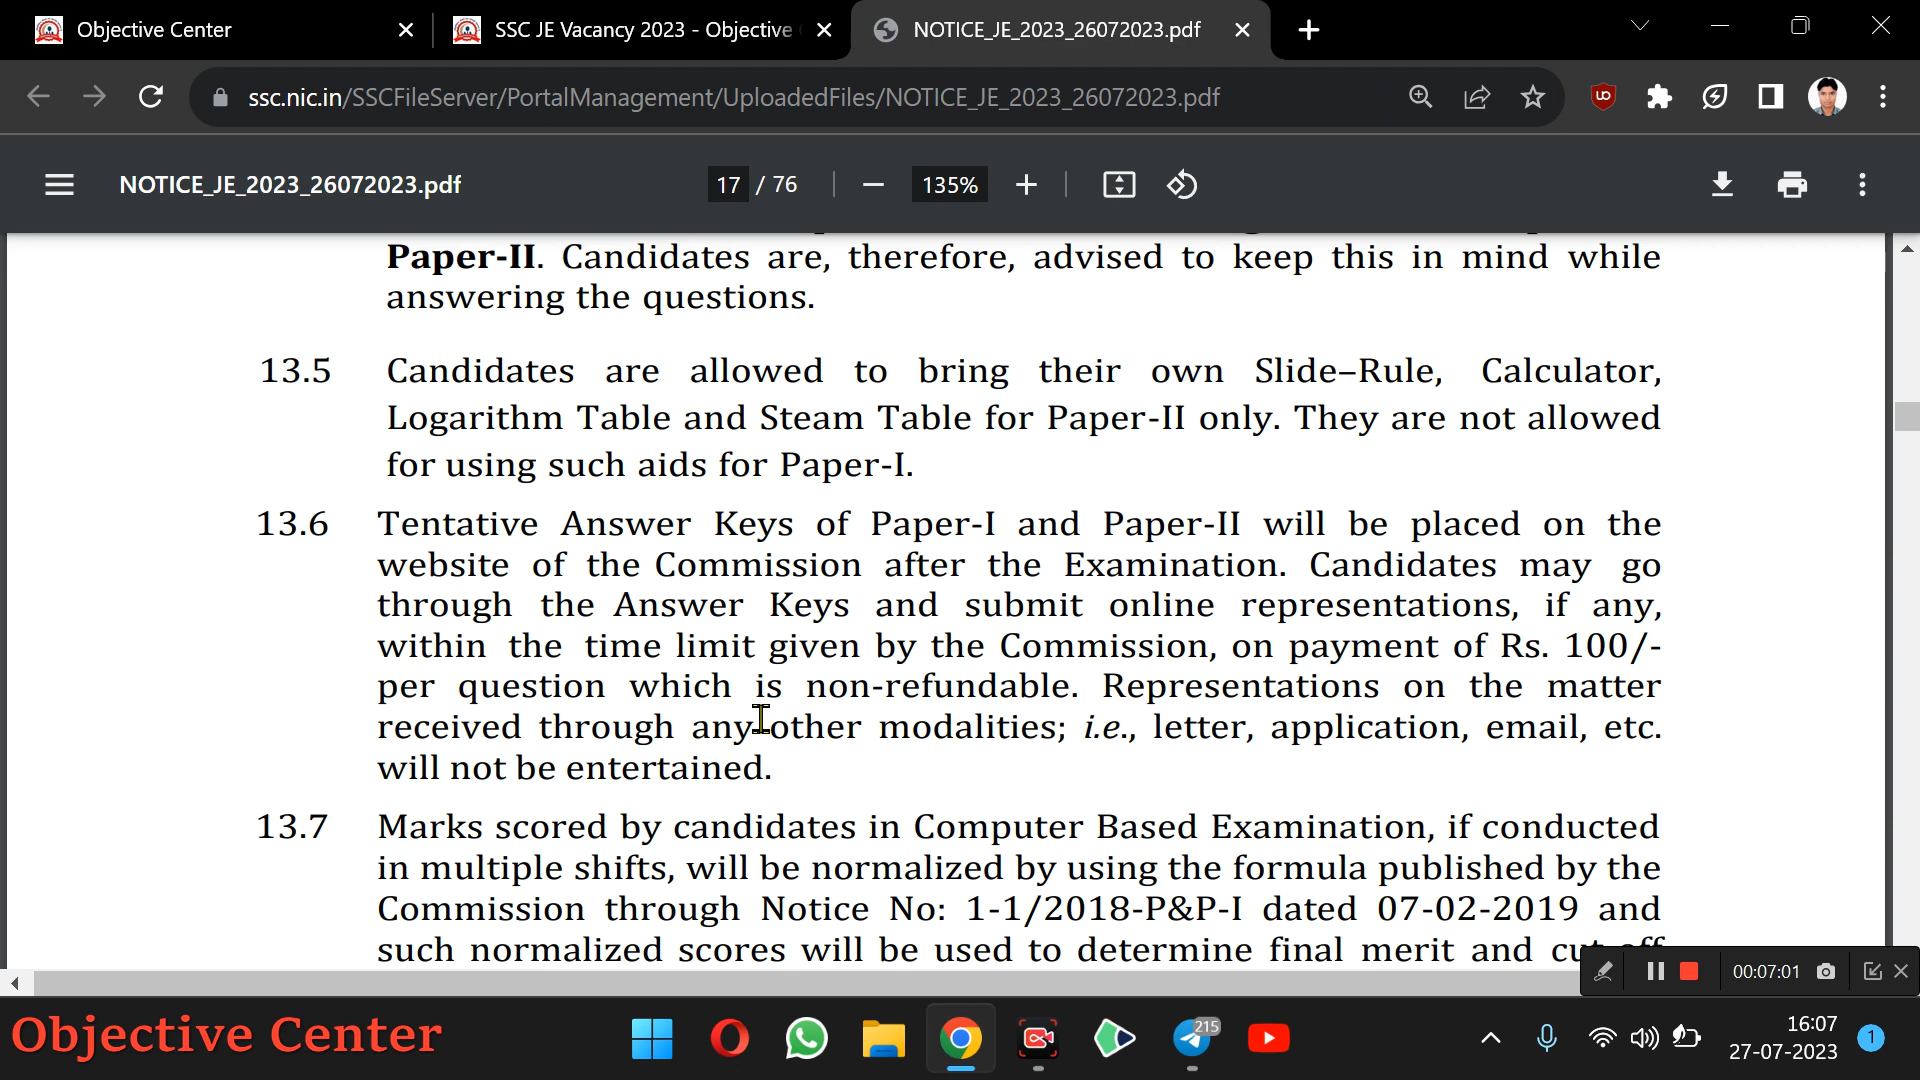 Objective Center
SSC JE Vacancy 2023 - Objective
NOTICE_JE_2023_26072023.pdf
ssc.nic.in/SSCFileServer/PortalManagement/UploadedFiles/NOTICE_JE_2023_26072023.pdf
NOTICE_JE_2023_26072023.pdf
17 / 76
135%
Paper-II. Candidates are, therefore, advised to keep this in mind while
answering the questions.
13.5 Candidates are allowed to bring their own Slide–Rule, Calculator,
Logarithm Table and Steam Table for Paper-II only. They are not allowed
for using such aids for Paper-I.
13.6 Tentative Answer Keys of Paper-I and Paper-II will be placed on the
website of the Commission after the Examination. Candidates may go
through the Answer Keys and submit online representations, if any,
within the time limit given by the Commission, on payment of Rs. 100/-
per question which is non-refundable. Representations on the matter
received through any other modalities; i.e., letter, application, email, etc.
will not be entertained.
13.7 Marks scored by candidates in Computer Based Examination, if conducted
in multiple shifts, will be normalized by using the formula published by the
Commission through Notice No: 1-1/2018-P&P-I dated 07-02-2019 and
such normalized scores will be used to determine final merit and cut-off
00:07:01
Objective Center
215
16:07
27-07-2023
1